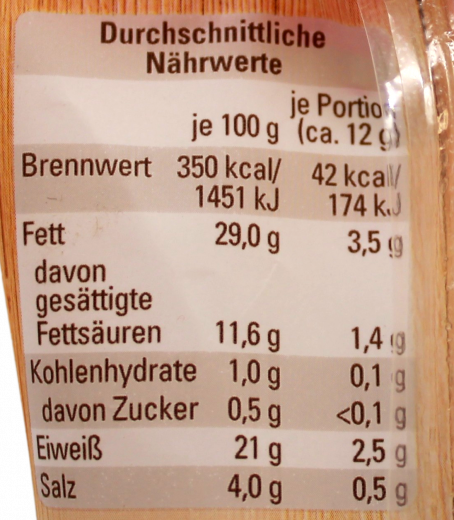 Durchschnittliche
Nährwerte
je Portion
je 100 g (ca. 12 g)
Brennwert 350 kcal/ 42 kcal/
1451 kJ 174 kJ
Fett 29,0 g 3,5 g
davon
gesättigte
Fettsäuren 11,6 g 1,4 g
Kohlenhydrate 1,0 g 0,1 g
davon Zucker 0,5 g <0,1 g
Eiweiß 21 g 2,5 g
Salz 4,0 g 0,5 g